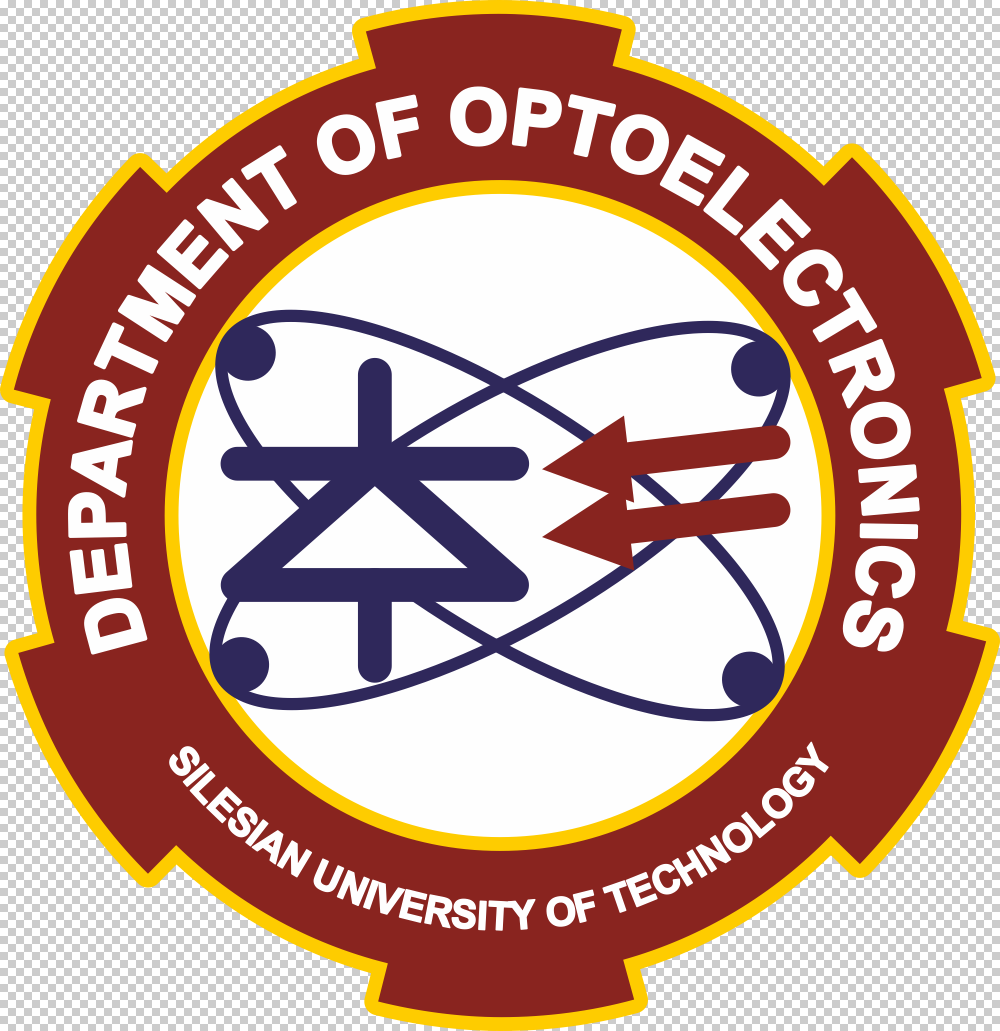 DEPARTMENT OF OPTOELECTRONICS
SILESIAN UNIVERSITY OF TECHNOLOGY